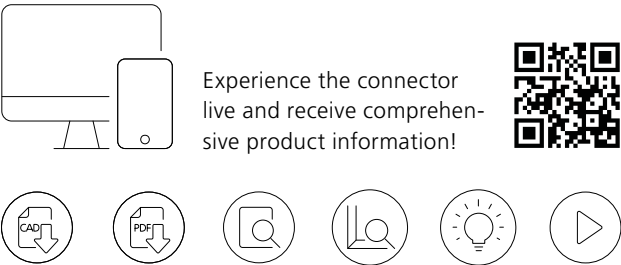 Experience the connector
live and receive comprehen-
sive product information!
CAD
PDF